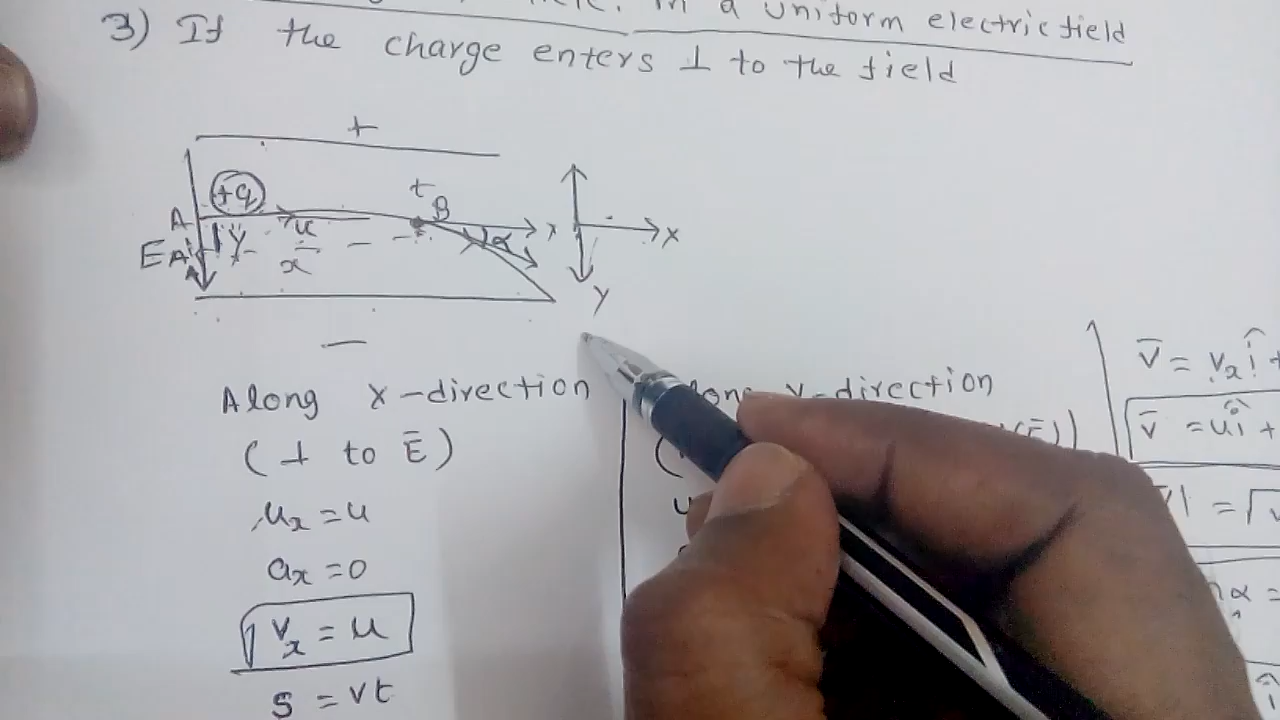 in a uniform electric field
3) If the charge enters ⊥ to the field
+
+q
t
A
B
u
x
y
E
α
x
X
Y
—
Along X-direction
(⊥ to E̅)
uₓ = u
aₓ = 0
vₓ = u
s = vt
Y-direction
V̅ = vₓ î +
V̅ = u î +
| = √
α =